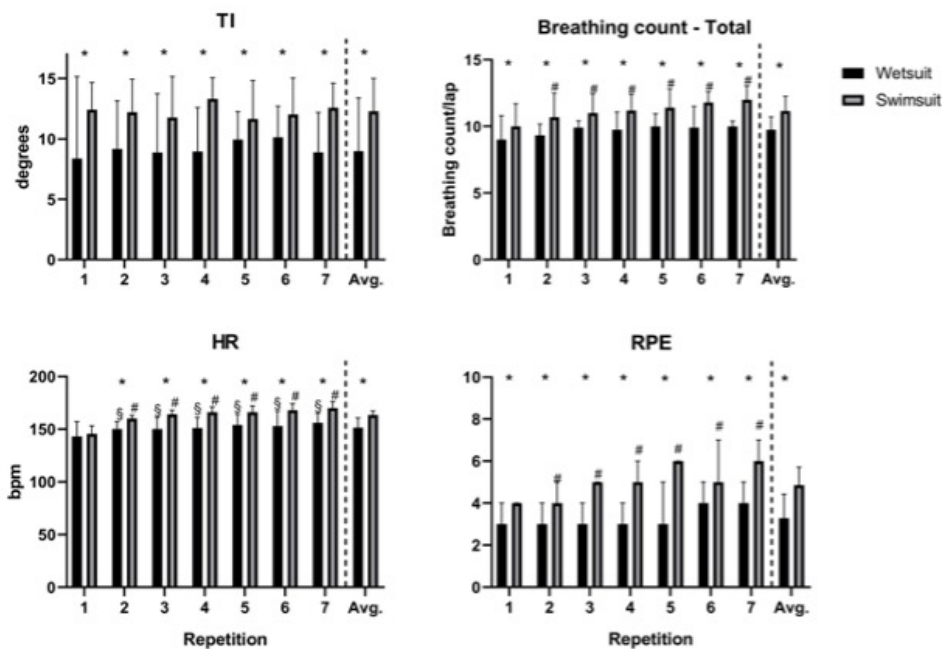 TI
* * * * * * * *
degrees
15
10
5
0
1 2 3 4 5 6 7 Avg.
Breathing count - Total
* * * * * * * *
# # # # # #
Breathing count/lap
15
10
5
0
1 2 3 4 5 6 7 Avg.
Wetsuit
Swimsuit
HR
* * * * * * *
§ # § # § # § # § # § #
bpm
200
150
100
50
0
1 2 3 4 5 6 7 Avg.
Repetition
RPE
* * * * * * * *
# # # # # #
10
8
6
4
2
0
1 2 3 4 5 6 7 Avg.
Repetition